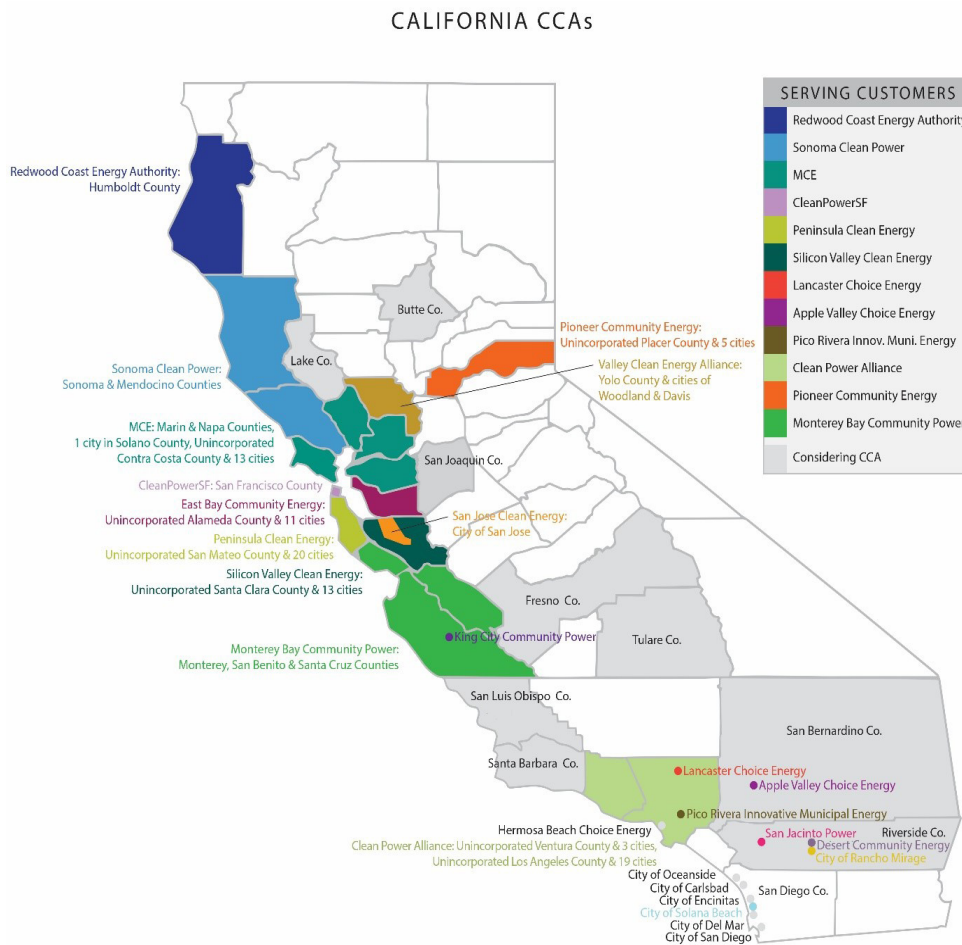 CALIFORNIA CCAs
SERVING CUSTOMERS
Redwood Coast Energy Authority
Sonoma Clean Power
MCE
CleanPowerSF
Peninsula Clean Energy
Silicon Valley Clean Energy
Lancaster Choice Energy
Apple Valley Choice Energy
Pico Rivera Innov. Muni. Energy
Clean Power Alliance
Pioneer Community Energy
Monterey Bay Community Power
Considering CCA
Redwood Coast Energy Authority:
Humboldt County
Butte Co.
Pioneer Community Energy:
Unincorporated Placer County & 5 cities
Lake Co.
Valley Clean Energy Alliance:
Yolo County & cities of
Woodland & Davis
Sonoma Clean Power:
Sonoma & Mendocino Counties
MCE: Marin & Napa Counties,
1 city in Solano County, Unincorporated
Contra Costa County & 13 cities
San Joaquin Co.
CleanPowerSF: San Francisco County
East Bay Community Energy:
Unincorporated Alameda County & 11 cities
San Jose Clean Energy:
City of San Jose
Peninsula Clean Energy:
Unincorporated San Mateo County & 20 cities
Silicon Valley Clean Energy:
Unincorporated Santa Clara County & 13 cities
Fresno Co.
King City Community Power
Tulare Co.
Monterey Bay Community Power:
Monterey, San Benito & Santa Cruz Counties
San Luis Obispo Co.
San Bernardino Co.
Santa Barbara Co.
Lancaster Choice Energy
Apple Valley Choice Energy
Pico Rivera Innovative Municipal Energy
Hermosa Beach Choice Energy
San Jacinto Power
Riverside Co.
Clean Power Alliance: Unincorporated Ventura County & 3 cities,
Unincorporated Los Angeles County & 19 cities
Desert Community Energy
City of Rancho Mirage
City of Oceanside
City of Carlsbad
City of Encinitas
San Diego Co.
City of Solana Beach
City of Del Mar
City of San Diego